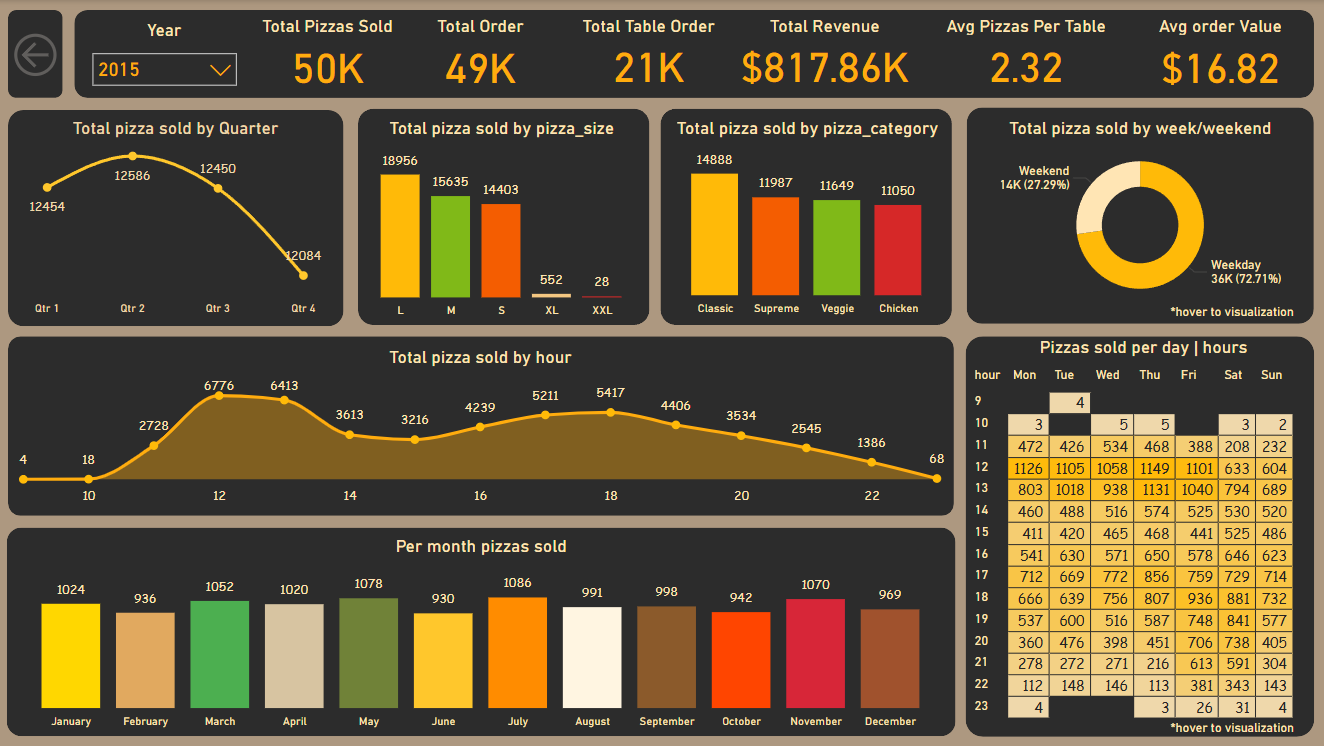 Year
2015
Total Pizzas Sold
50K
Total Order
49K
Total Table Order
21K
Total Revenue
$817.86K
Avg Pizzas Per Table
2.32
Avg order Value
$16.82
Total pizza sold by Quarter
12454
12586
12450
12084
Qtr 1 Qtr 2 Qtr 3 Qtr 4
Total pizza sold by pizza_size
18956
15635
14403
552
28
L M S XL XXL
Total pizza sold by pizza_category
14888
11987
11649
11050
Classic Supreme Veggie Chicken
Total pizza sold by week/weekend
Weekend
14K (27.29%)
Weekday
36K (72.71%)
*hover to visualization
Total pizza sold by hour
4 18 2728 6776 6413 3613 3216 4239 5211 5417 4406 3534 2545 1386 68
10 12 14 16 18 20 22
Per month pizzas sold
1024 936 1052 1020 1078 930 1086 991 998 942 1070 969
January February March April May June July August September October November December
Pizzas sold per day | hours
hour Mon Tue Wed Thu Fri Sat Sun
9 4
10 3 5 5 3 2
11 472 426 534 468 388 208 232
12 1126 1105 1058 1149 1101 633 604
13 803 1018 938 1131 1040 794 689
14 460 488 516 574 525 530 520
15 411 420 465 468 441 525 486
16 541 630 571 650 578 646 623
17 712 669 772 856 759 729 714
18 666 639 756 807 936 881 732
19 537 600 516 587 748 841 577
20 360 476 398 451 706 738 405
21 278 272 271 216 613 591 304
22 112 148 146 113 381 343 143
23 4 3 26 31 4
*hover to visualization